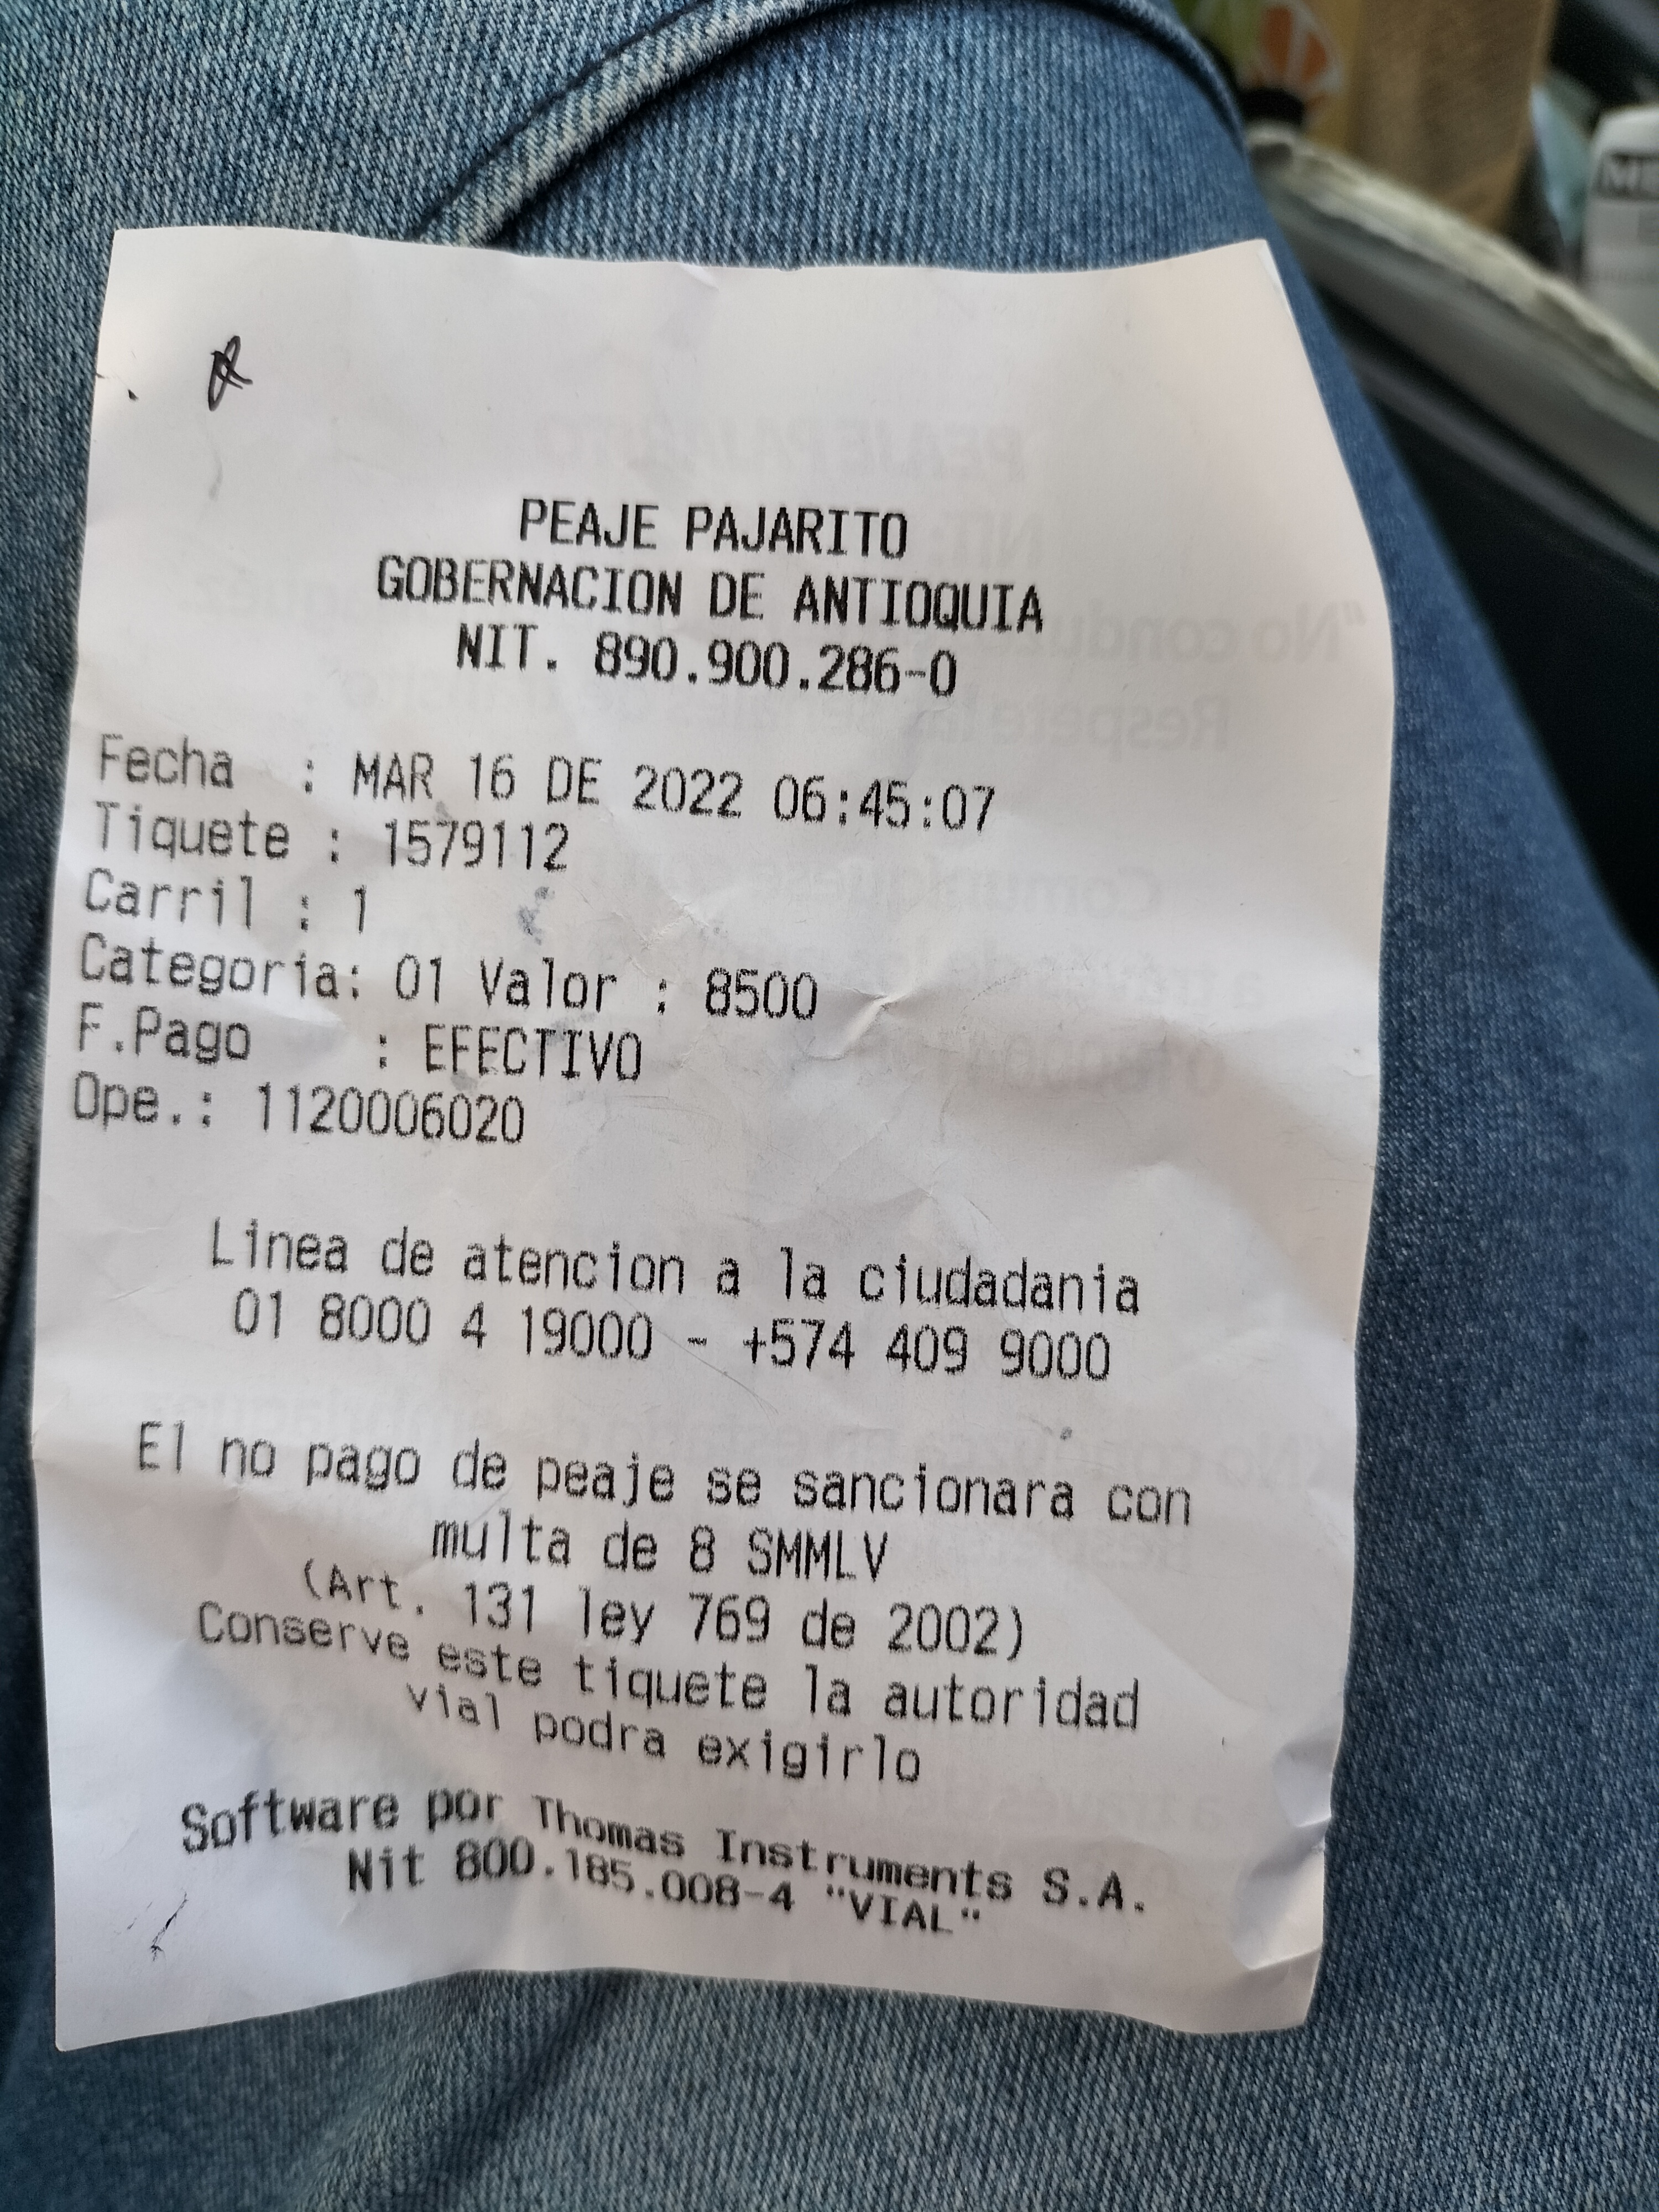 PEAJE PAJARITO
GOBERNACION DE ANTIOQUIA
NIT. 890.900.286-0
Fecha : MAR 16 DE 2022 06:45:07
Tiquete : 1579112
Carril : 1
Categoria: 01 Valor : 8500
F.Pago : EFECTIVO
Ope.: 1120006020
Linea de atencion a la ciudadania
01 8000 4 19000 - +574 409 9000
El no pago de peaje se sancionara con
multa de 8 SMMLV
(Art. 131 ley 769 de 2002)
Conserve este tiquete la autoridad
vial podra exigirlo
Software por Thomas Instruments S.A.
Nit 800.185.008-4 "VIAL"